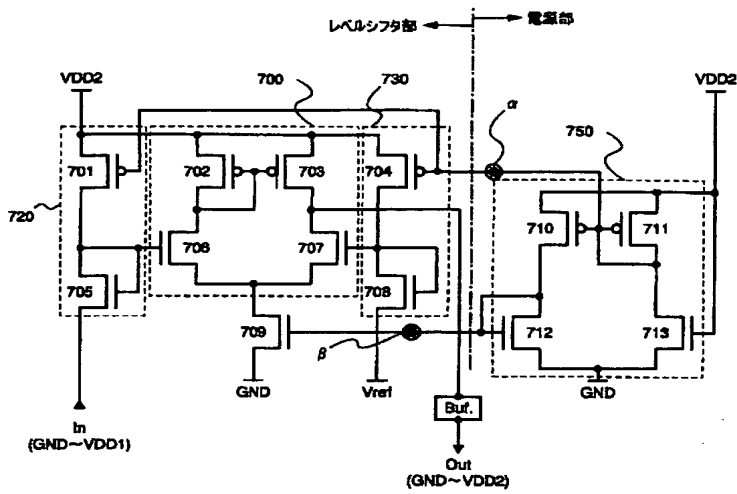 レベルシフタ部
電源部
VDD2
700
730
α
VDD2
750
701
702
703
704
710
711
720
706
707
705
708
709
712
713
β
GND
Vref
GND
Buf.
In
(GND～VDD1)
Out
(GND～VDD2)